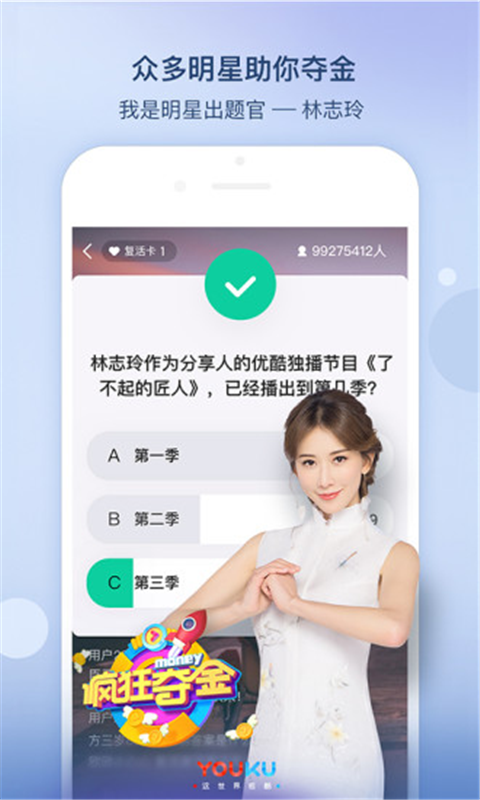 众多明星助你夺金
我是明星出题官 — 林志玲
复活卡 1
99275412人
林志玲作为分享人的优酷独播节目《了
不起的匠人》，已经播出到第几季？
A 第一季
B 第二季
9
C 第三季
用户
money
疯狂夺金
用户
方三岁
YOUKU
这世界很酷